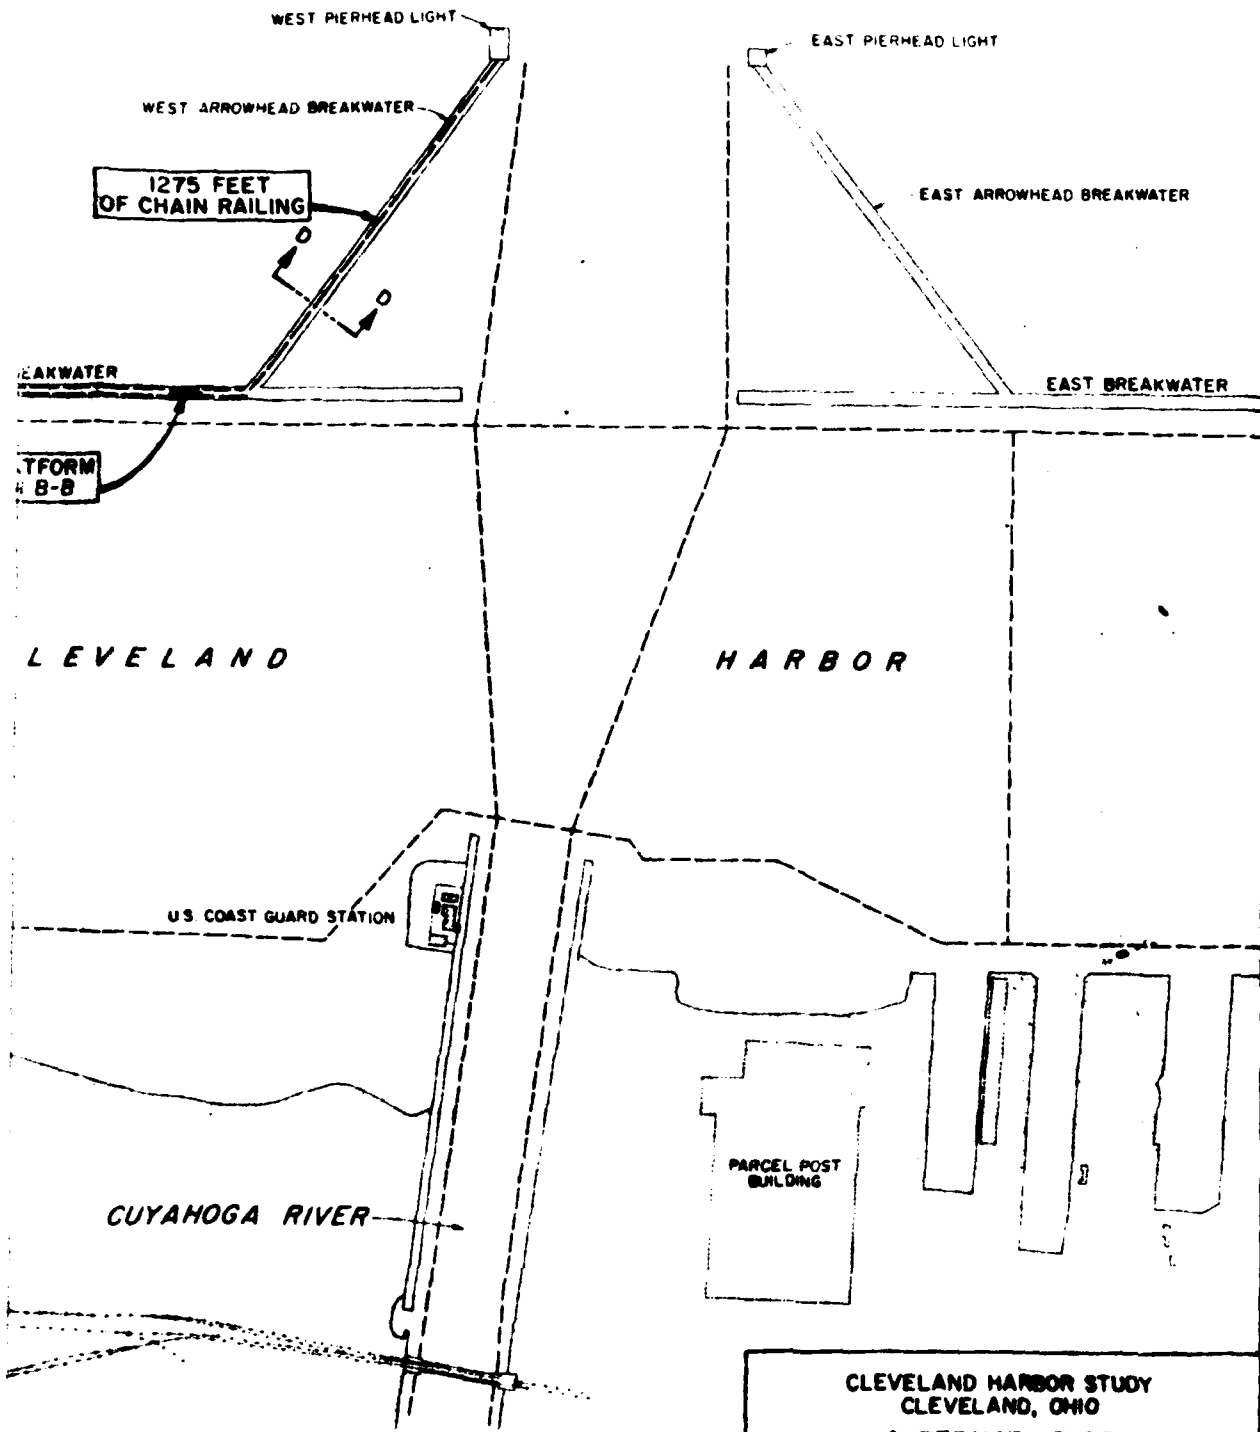 WEST PIERHEAD LIGHT
EAST PIERHEAD LIGHT
WEST ARROWHEAD BREAKWATER
1275 FEET
OF CHAIN RAILING
EAST ARROWHEAD BREAKWATER
D
D
EAKWATER
EAST BREAKWATER
TFORM
B-B
LEVELAND HARBOR
U.S. COAST GUARD STATION
PARCEL POST
BUILDING
CUYAHOGA RIVER
CLEVELAND HARBOR STUDY
CLEVELAND, OHIO